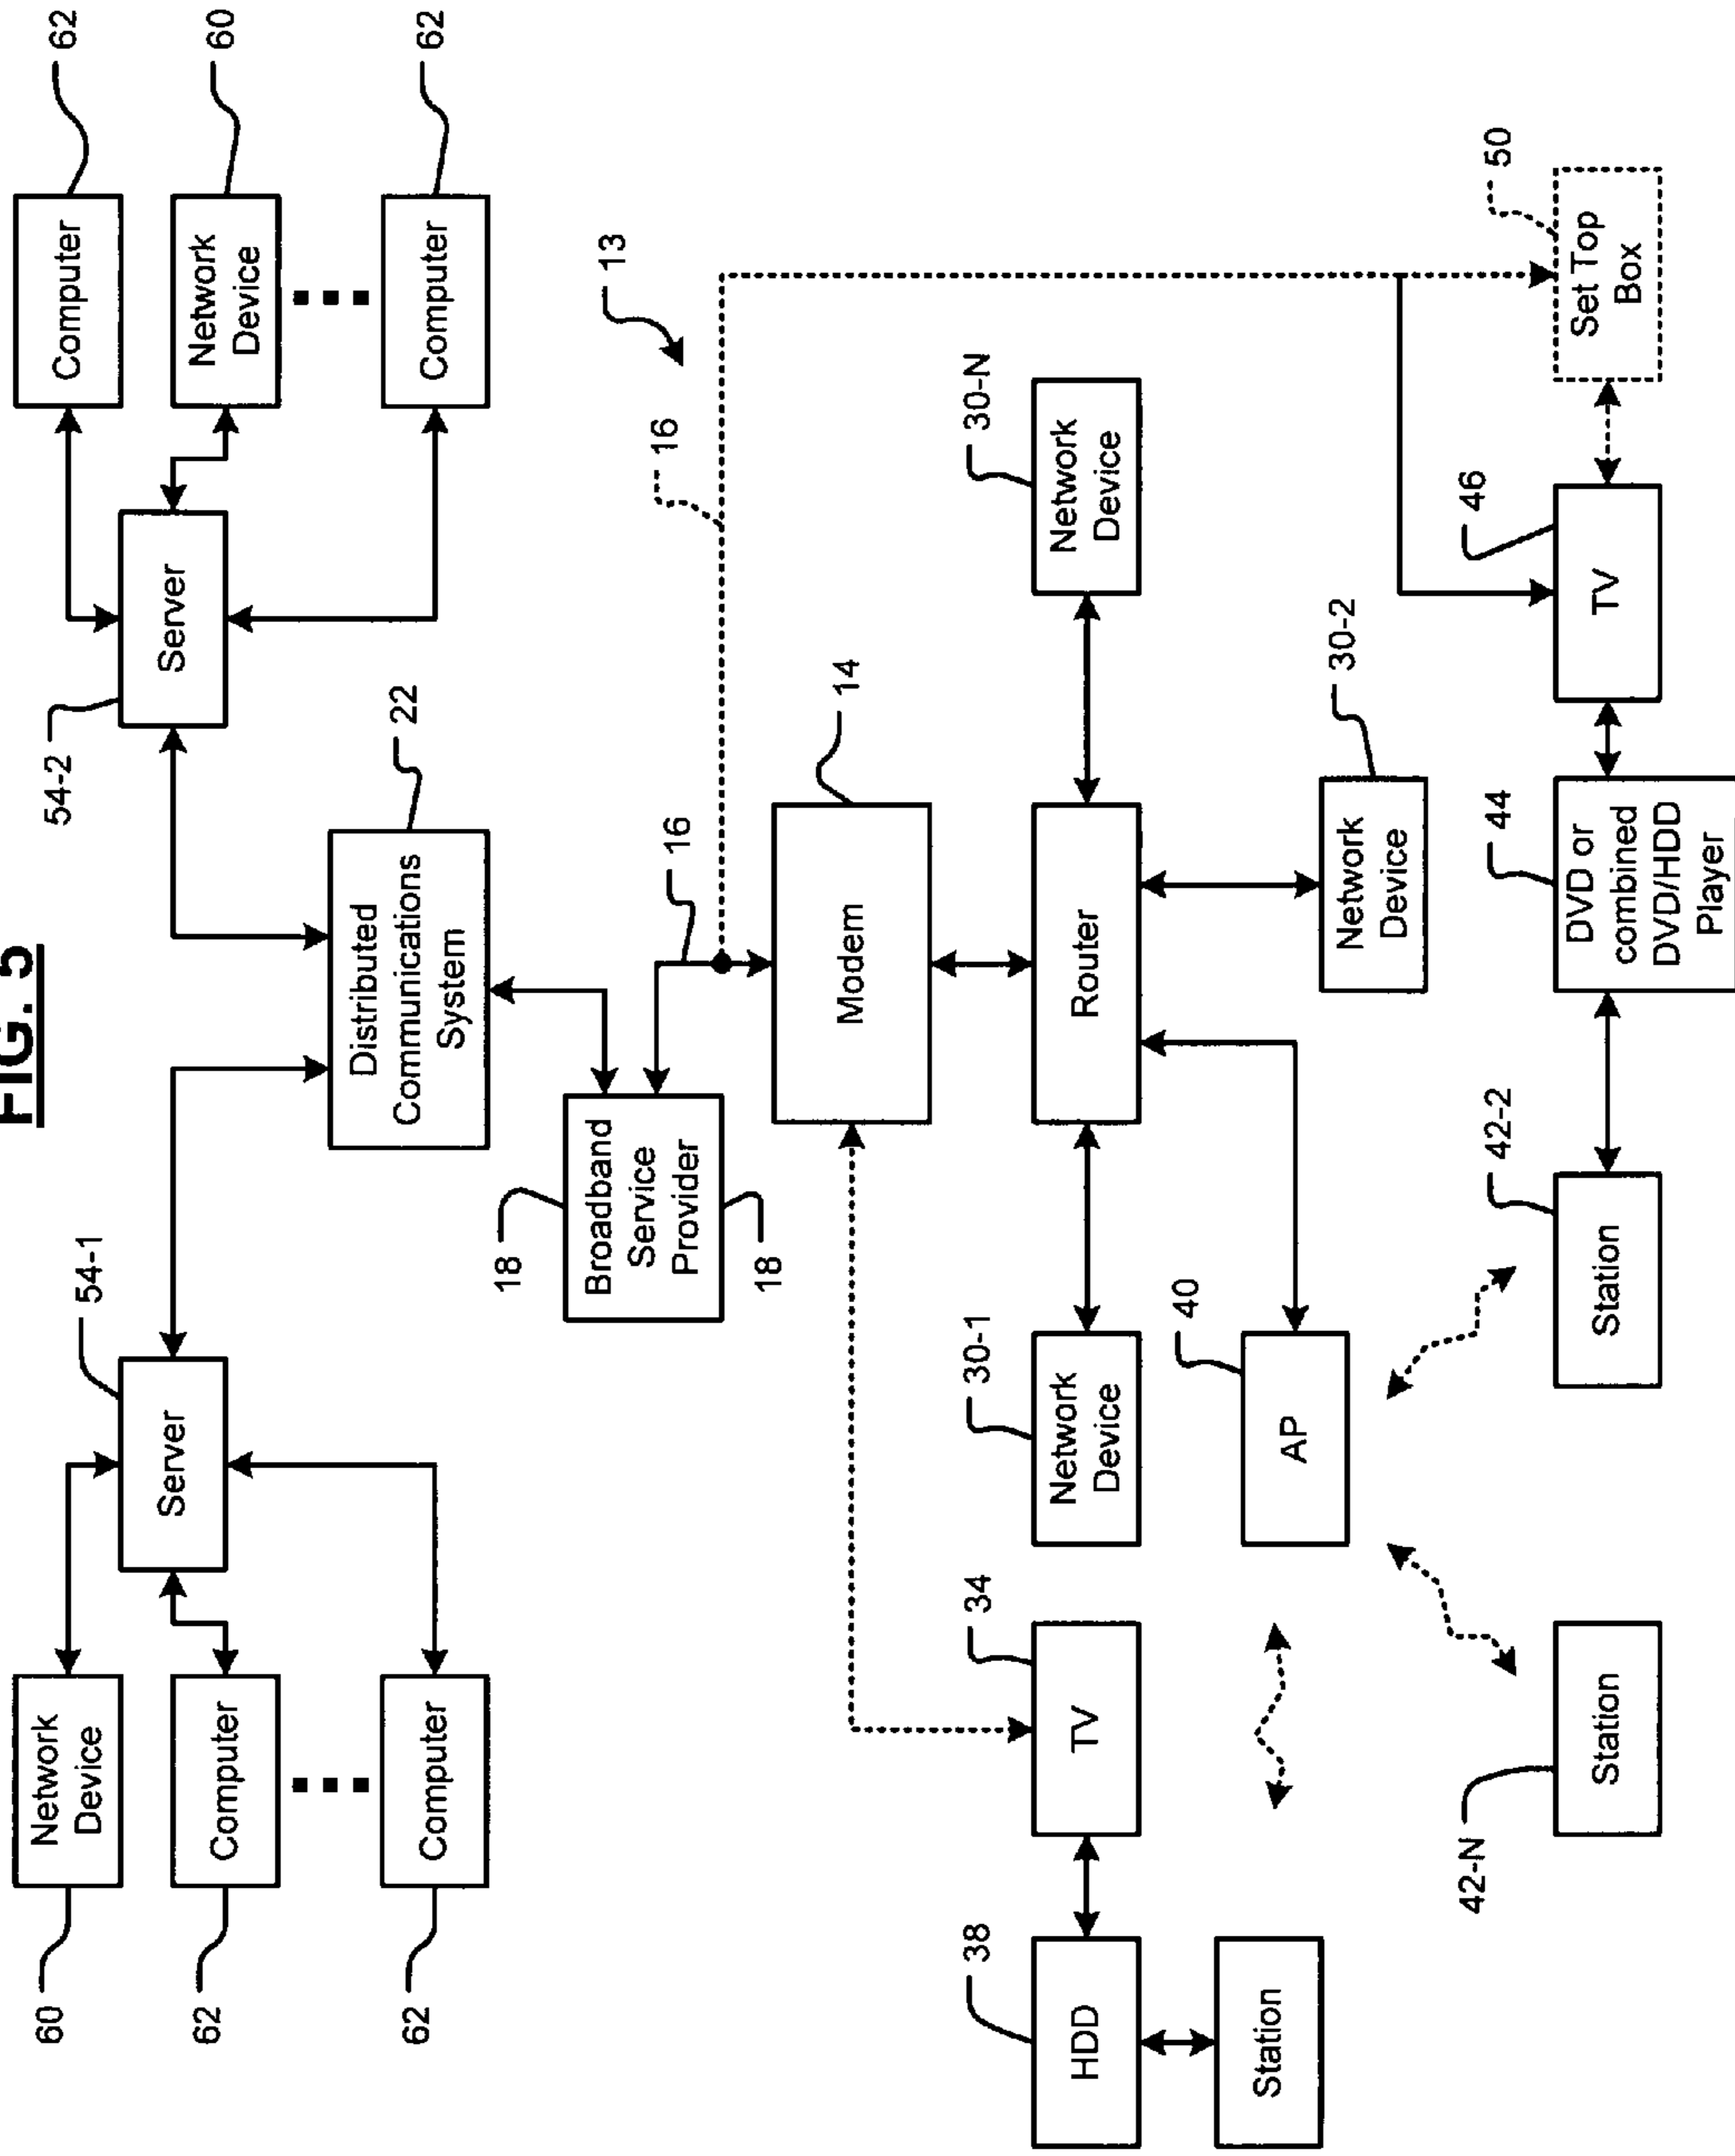 FIG. 5
60
Network
Device
62
Computer
62
Computer
Server
54-1
54-2
Server
Computer
62
Network
Device
60
Computer
62
Distributed
Communications
System
22
18
Broadband
Service
Provider
18
16
16
13
Modem
14
HDD
38
TV
34
Network
Device
30-1
Router
Network
Device
30-N
Station
AP
40
Network
Device
30-2
42-N
Station
Station
42-2
DVD or
combined
DVD/HDD
Player
44
TV
46
Set Top
Box
50